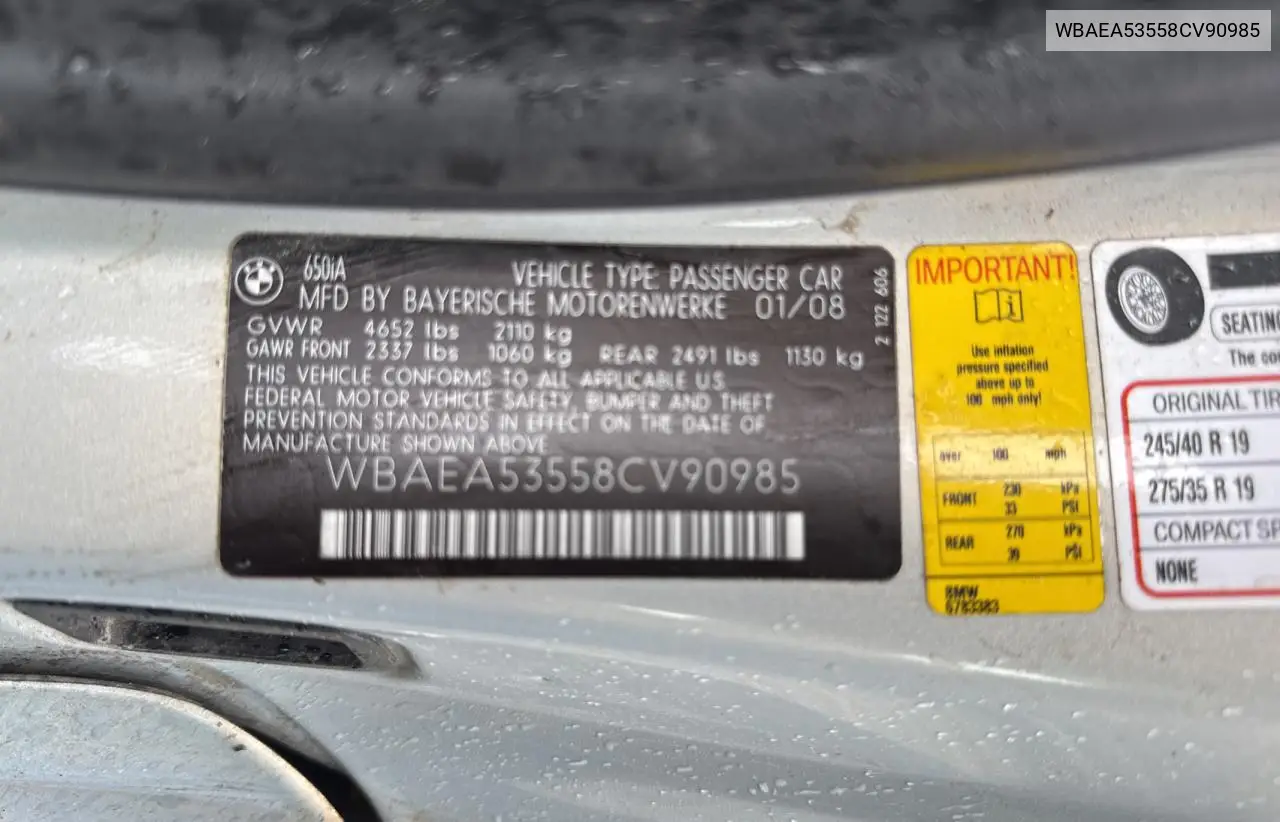 WBAEA53558CV90985
650iA
VEHICLE TYPE: PASSENGER CAR
MFD BY BAYERISCHE MOTORENWERKE 01/08
GVWR 4652 lbs 2110 kg
GAWR FRONT 2337 lbs 1060 kg REAR 2491 lbs 1130 kg
THIS VEHICLE CONFORMS TO ALL APPLICABLE U.S.
FEDERAL MOTOR VEHICLE SAFETY, BUMPER AND THEFT
PREVENTION STANDARDS IN EFFECT ON THE DATE OF
MANUFACTURE SHOWN ABOVE
WBAEA53558CV90985
2 122 606
IMPORTANT!
Use inflation
pressure specified
above up to
100 mph only!
over 100 mph
FRONT 230 kPa
33 PSI
REAR 270 kPa
39 PSI
BMW
6783383
SEATIN
The co
ORIGINAL TIR
245/40 R 19
275/35 R 19
COMPACT SP
NONE